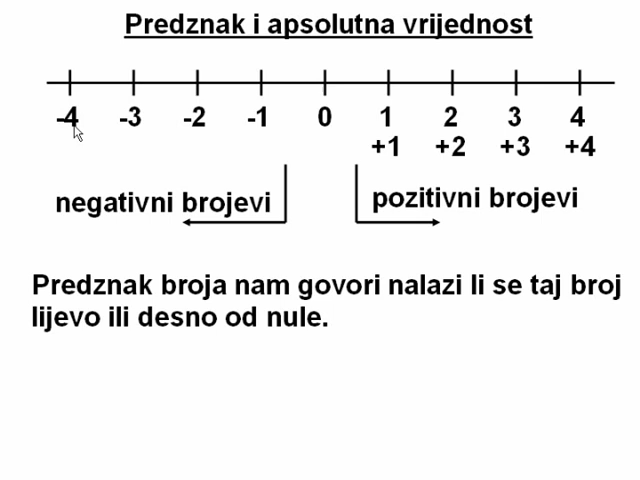 Predznak i apsolutna vrijednost
-4 -3 -2 -1 0 1 2 3 4
+1 +2 +3 +4
negativni brojevi pozitivni brojevi
Predznak broja nam govori nalazi li se taj broj
lijevo ili desno od nule.